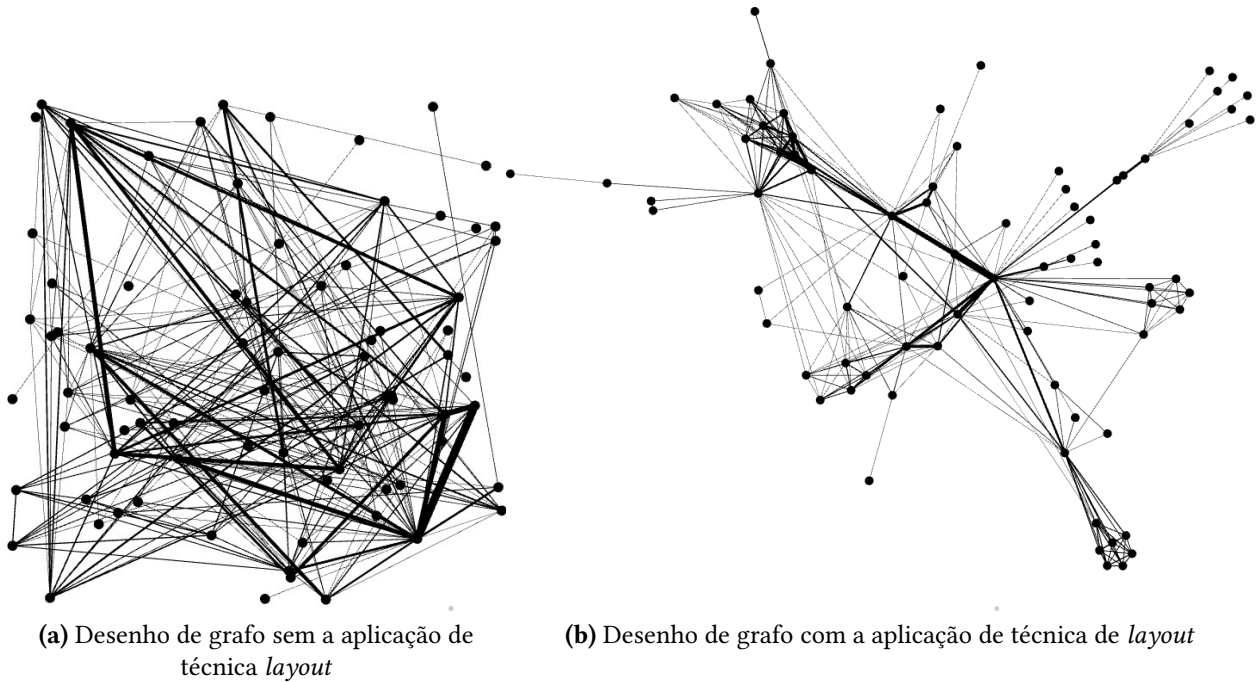 (a) Desenho de grafo sem a aplicação de
técnica layout
(b) Desenho de grafo com a aplicação de técnica de layout